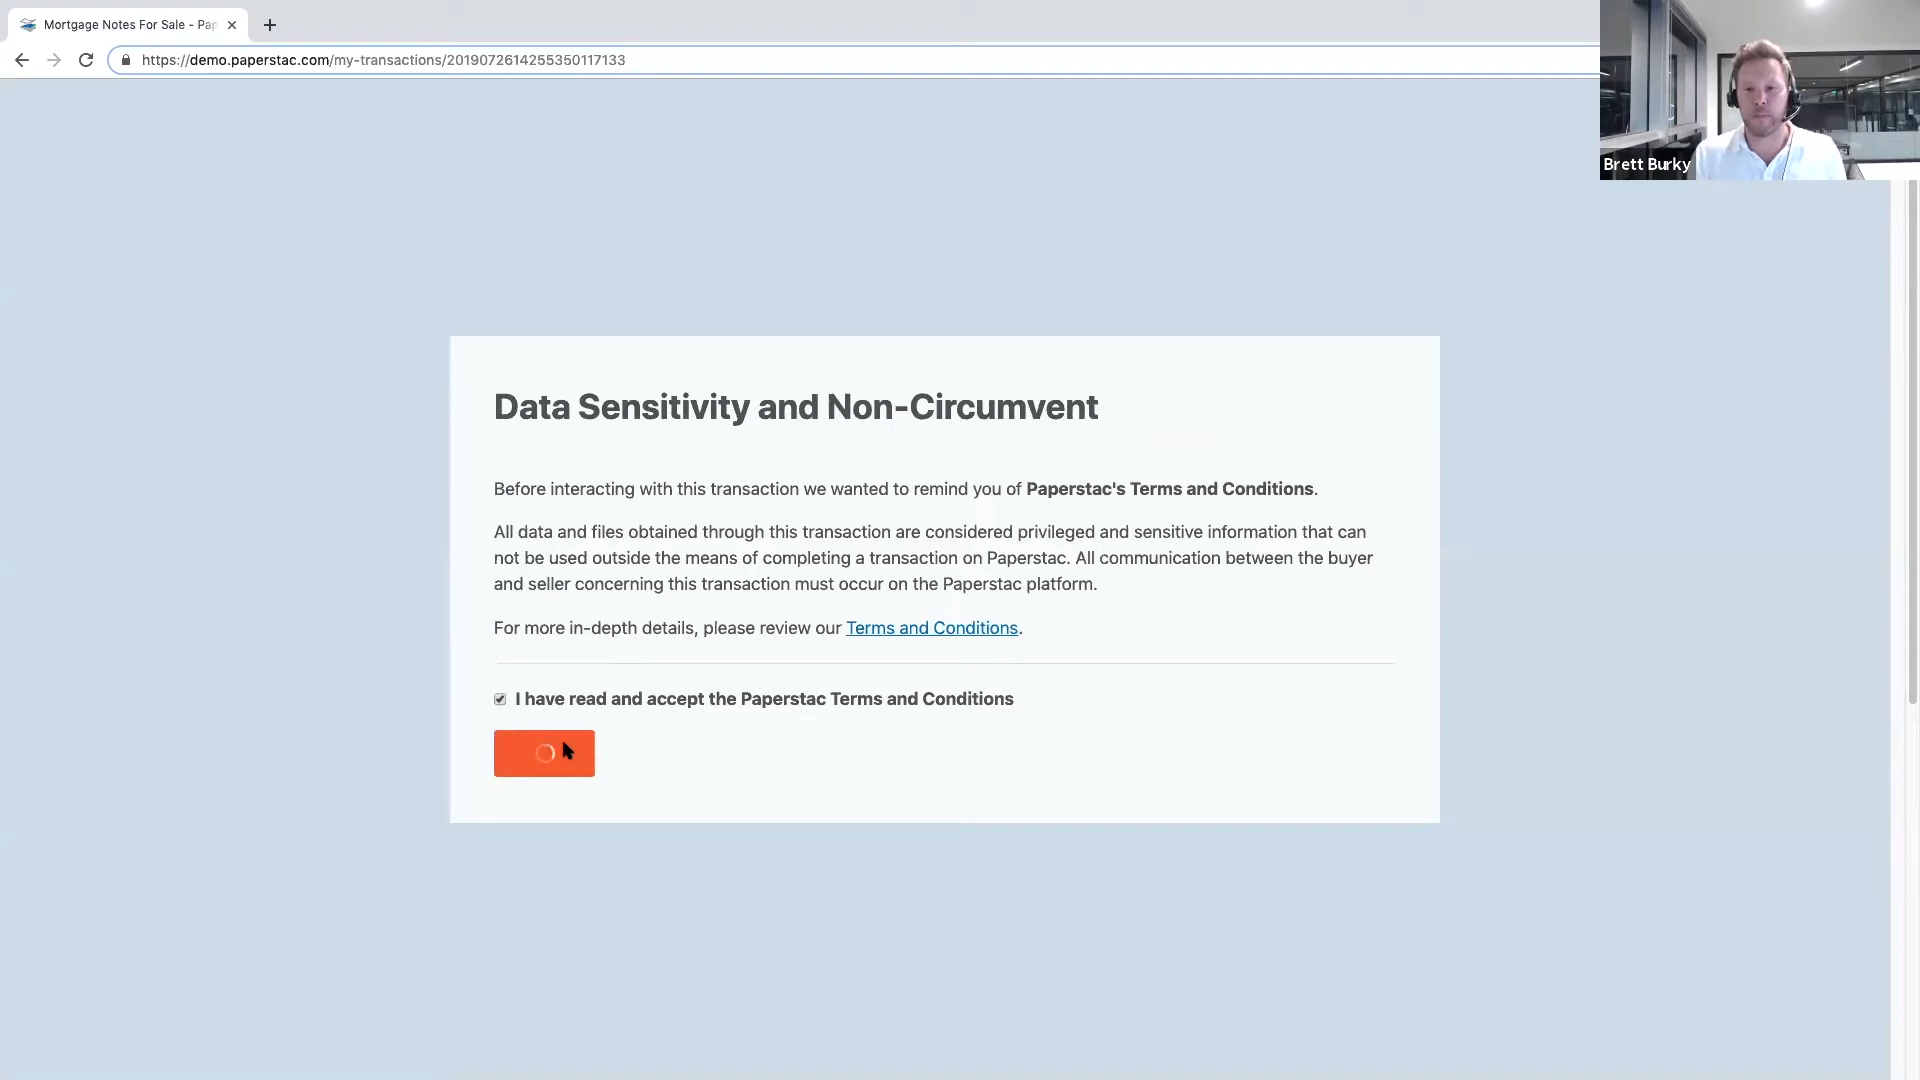 Mortgage Notes For Sale - Pap
https://demo.paperstac.com/my-transactions/2019072614255350117133
Brett Burky
Data Sensitivity and Non-Circumvent
Before interacting with this transaction we wanted to remind you of Paperstac's Terms and Conditions.
All data and files obtained through this transaction are considered privileged and sensitive information that can
not be used outside the means of completing a transaction on Paperstac. All communication between the buyer
and seller concerning this transaction must occur on the Paperstac platform.
For more in-depth details, please review our Terms and Conditions.
I have read and accept the Paperstac Terms and Conditions